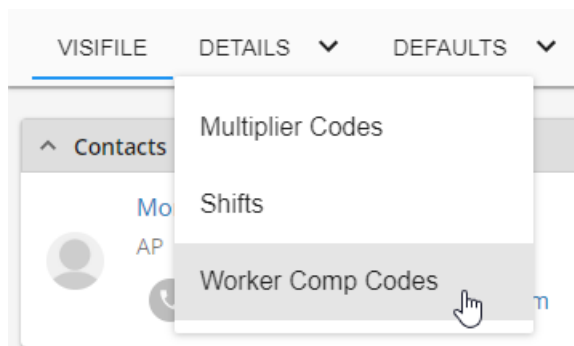 VISIFILE DETAILS DEFAULTS
Multiplier Codes
Contacts
Shifts
AP
Worker Comp Codes